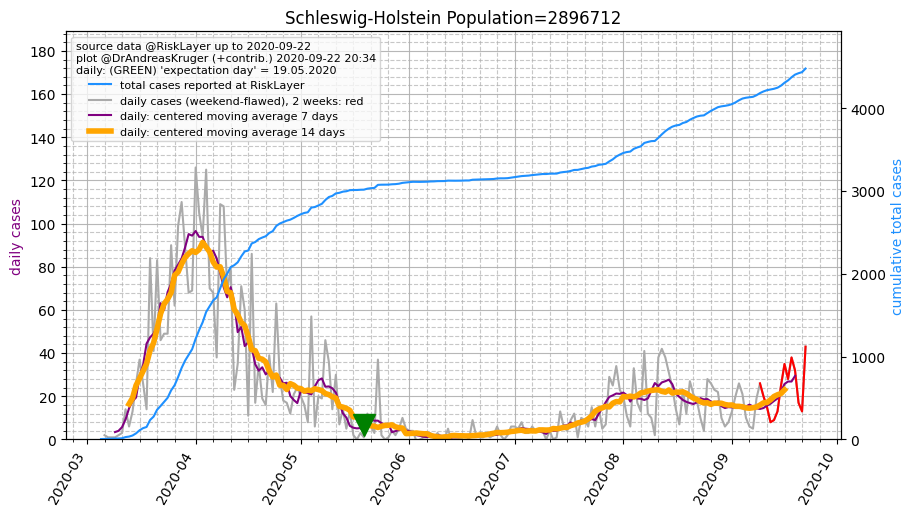 Schleswig-Holstein Population=2896712
source data @RiskLayer up to 2020-09-22
plot @DrAndreasKruger (+contrib.) 2020-09-22 20:34
daily: (GREEN) 'expectation day' = 19.05.2020
total cases reported at RiskLayer
daily cases (weekend-flawed), 2 weeks: red
daily: centered moving average 7 days
daily: centered moving average 14 days
daily cases
180
160
140
120
100
80
60
40
20
0
cumulative total cases
4000
3000
2000
1000
0
2020-03
2020-04
2020-05
2020-06
2020-07
2020-08
2020-09
2020-10